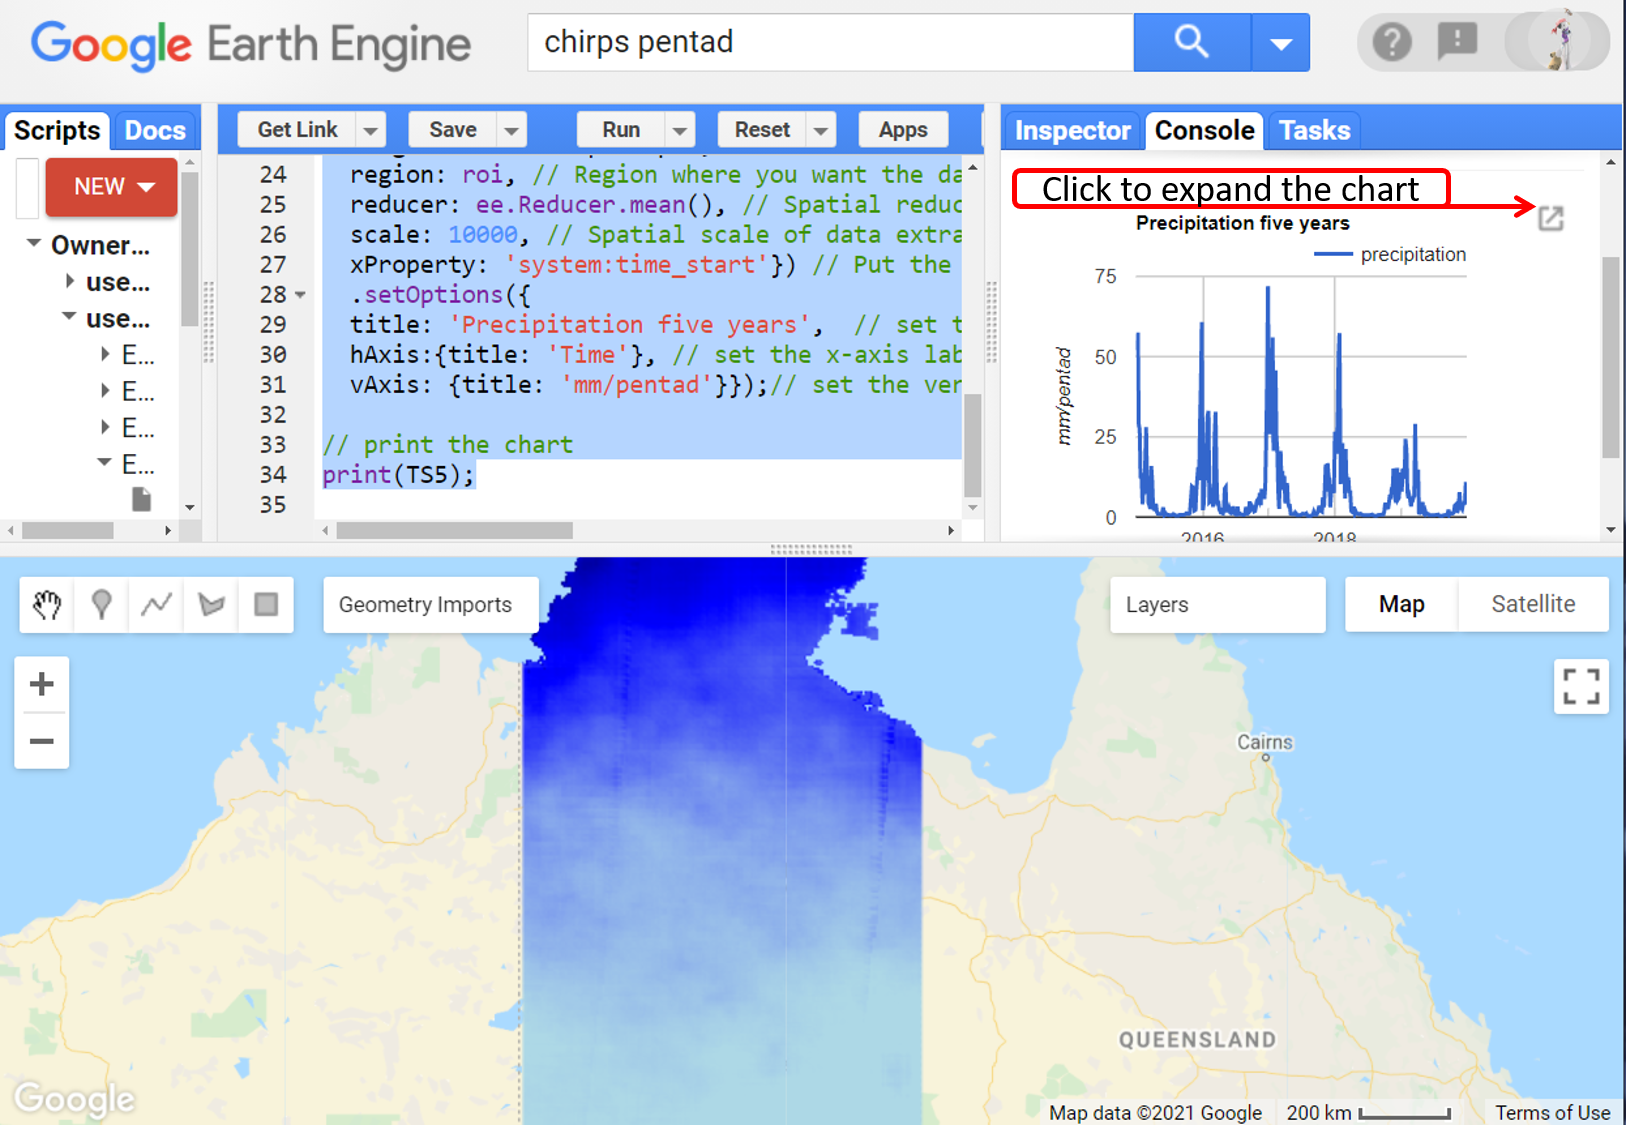 Google Earth Engine
chirps pentad
Scripts
Docs
NEW
Owner...
use...
use...
E...
E...
E...
E...
Get Link
Save
Run
Reset
Apps
24 region: roi, // Region where you want the da
25 reducer: ee.Reducer.mean(), // Spatial reduc
26 scale: 10000, // Spatial scale of data extra
27 xProperty: 'system:time_start'}) // Put the
28 .setOptions({
29 title: 'Precipitation five years', // set t
30 hAxis:{title: 'Time'}, // set the x-axis lab
31 vAxis: {title: 'mm/pentad'}});// set the ver
32
33 // print the chart
34 print(TS5);
35
Inspector
Console
Tasks
Click to expand the chart
Precipitation five years
precipitation
75
50
25
0
mm/pentad
2016
2018
Geometry Imports
Layers
Map
Satellite
+
−
Cairns
QUEENSLAND
Google
Map data ©2021 Google
200 km
Terms of Use